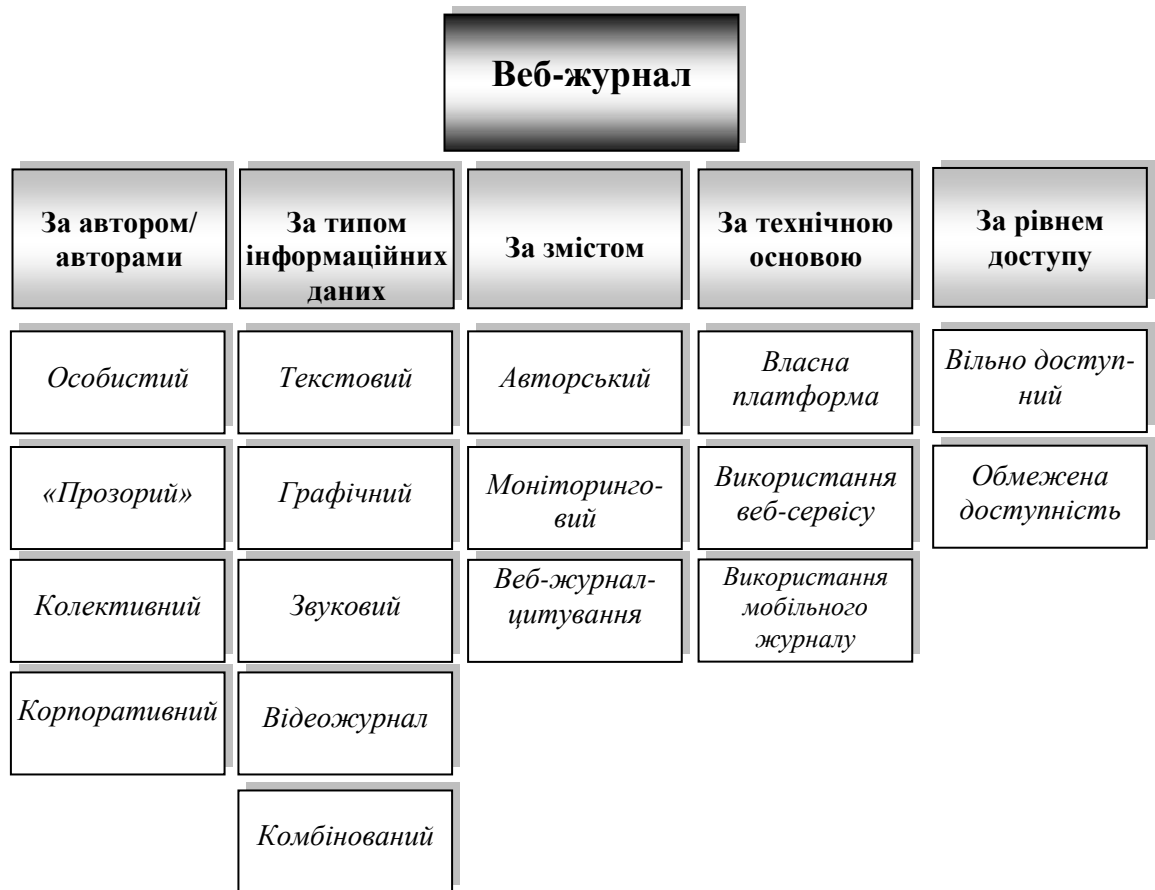 Веб-журнал
За автором/
авторами
За типом
інформаційних
даних
За змістом
За технічною
основою
За рівнем
доступу
Особистий
Текстовий
Авторський
Власна
платформа
Вільно доступ-
ний
«Прозорий»
Графічний
Моніторинго-
вий
Використання
веб-сервісу
Обмежена
доступність
Колективний
Звуковий
Веб-журнал-
цитування
Використання
мобільного
журналу
Корпоративний
Відеожурнал
Комбінований